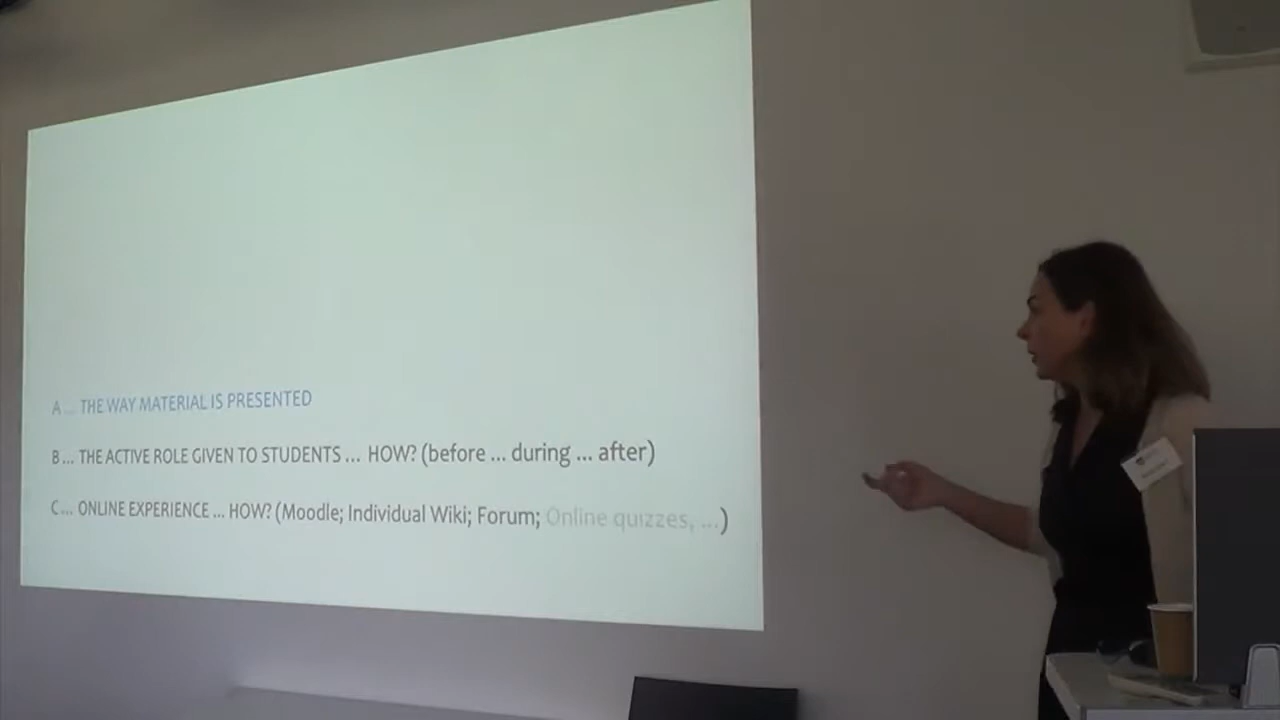 A ... THE WAY MATERIAL IS PRESENTED
B ... THE ACTIVE ROLE GIVEN TO STUDENTS ... HOW? (before ... during ... after)
C ... ONLINE EXPERIENCE ... HOW? (Moodle; Individual Wiki; Forum; Online quizzes, ...)